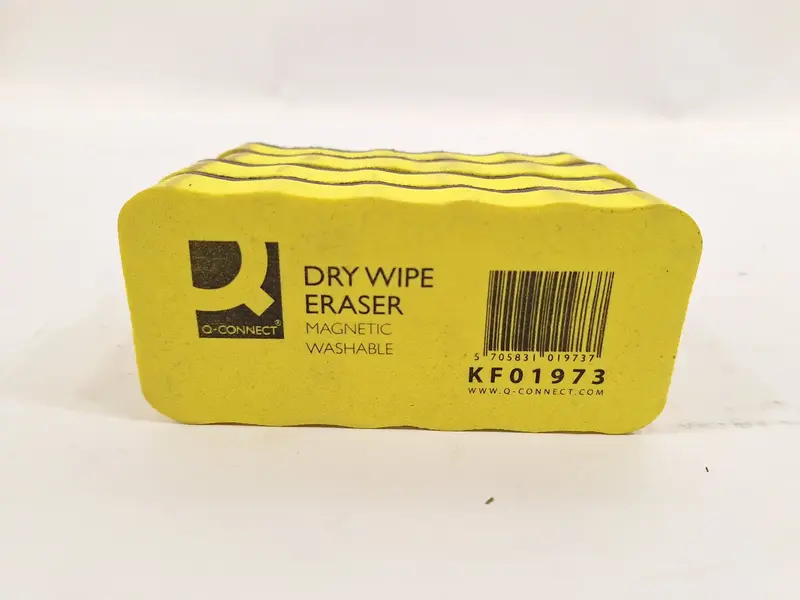 Q-CONNECT®
DRY WIPE
ERASER
MAGNETIC
WASHABLE
5 705831 019737
KF01973
WWW.Q-CONNECT.COM